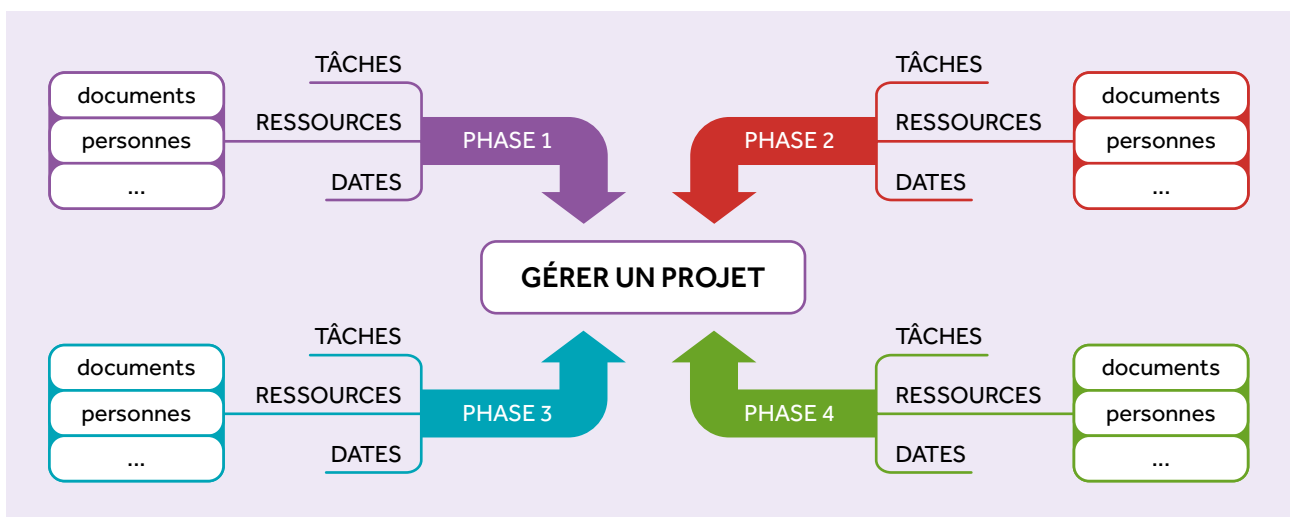 TÂCHES
documents
personnes
...
RESSOURCES
PHASE 1
DATES
TÂCHES
PHASE 2
RESSOURCES
documents
personnes
...
DATES
GÉRER UN PROJET
TÂCHES
documents
personnes
...
RESSOURCES
PHASE 3
DATES
TÂCHES
PHASE 4
RESSOURCES
documents
personnes
...
DATES